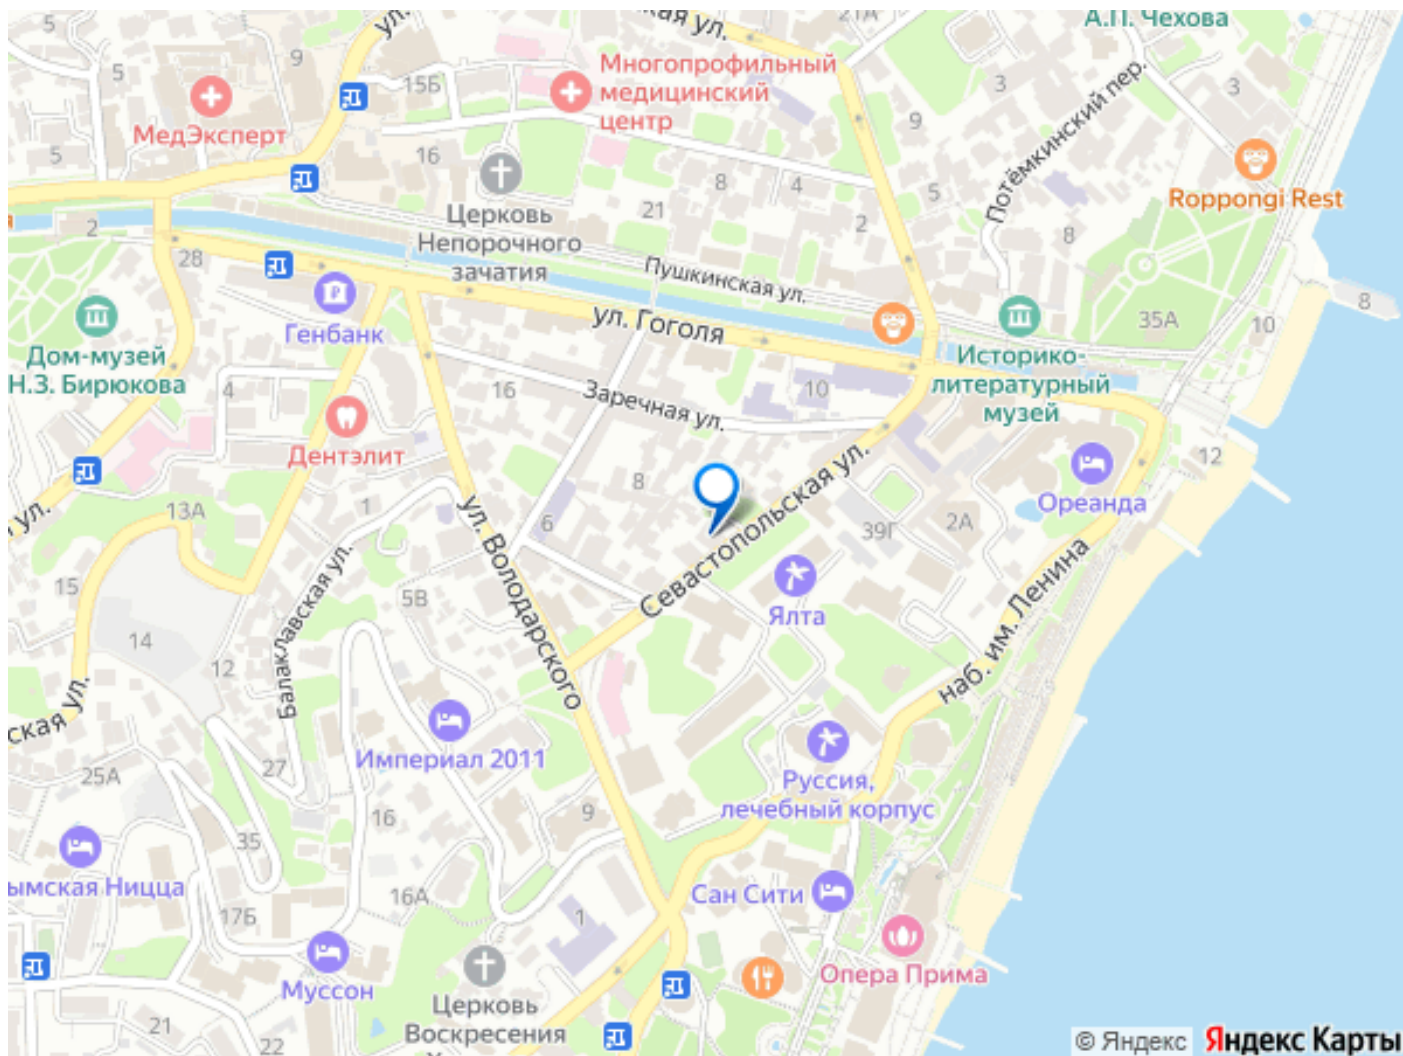 ул.
кая ул.
21А
А.П. Чехова
5
9
15Б
МедЭксперт
Многопрофильный
медицинский
центр
9
3
Потёмкинский пер.
3
Roppongi Rest
5
16
8
4
5
21
2
8
Церковь
Непорочного
зачатия
Пушкинская ул.
2
28
Генбанк
ул. Гоголя
35А
10
8
Дом-музей
Н.З. Бирюкова
4
16
Заречная ул.
10
Историко-
литературный
музей
Дентэлит
12
8
Севастопольская ул.
Ореанда
ул.
13А
1
ул. Володарского
6
39Г
2А
15
Балаклавская ул.
5В
Ялта
наб. им. Ленина
14
12
ская ул.
Империал 2011
25А
27
Руссия,
лечебный корпус
35
16
9
ымская Ницца
16А
17Б
1
Сан Сити
Муссон
Опера Прима
21
22
Церковь
Воскресения
© Яндекс Яндекс Карты